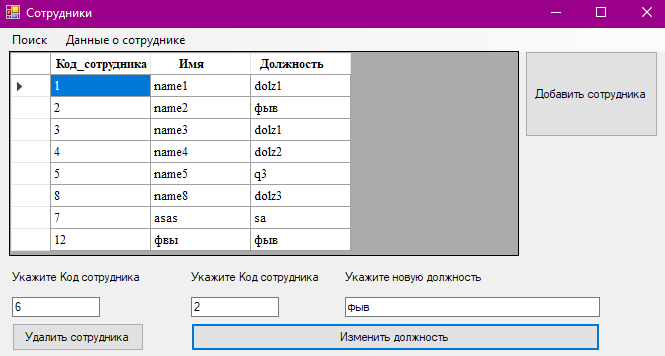 Сотрудники
Поиск Данные о сотруднике
Код_сотрудника Имя Должность
1 name1 dolz1
2 name2 фыв
3 name3 dolz1
4 name4 dolz2
5 name5 q3
8 name8 dolz3
7 asas sa
12 фвы фыв
Добавить сотрудника
Укажите Код сотрудника Укажите Код сотрудника Укажите новую должность
6 2 фыв
Удалить сотрудника Изменить должность